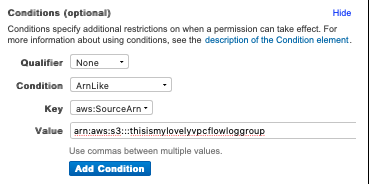 Conditions (optional) Hide
Conditions specify additional restrictions on when a permission can take effect. For
more information about using conditions, see the description of the Condition element.
Qualifier None
Condition ArnLike
Key aws:SourceArn
Value arn:aws:s3:::thisismylovelyvpcflowloggroup
Use commas between multiple values.
Add Condition